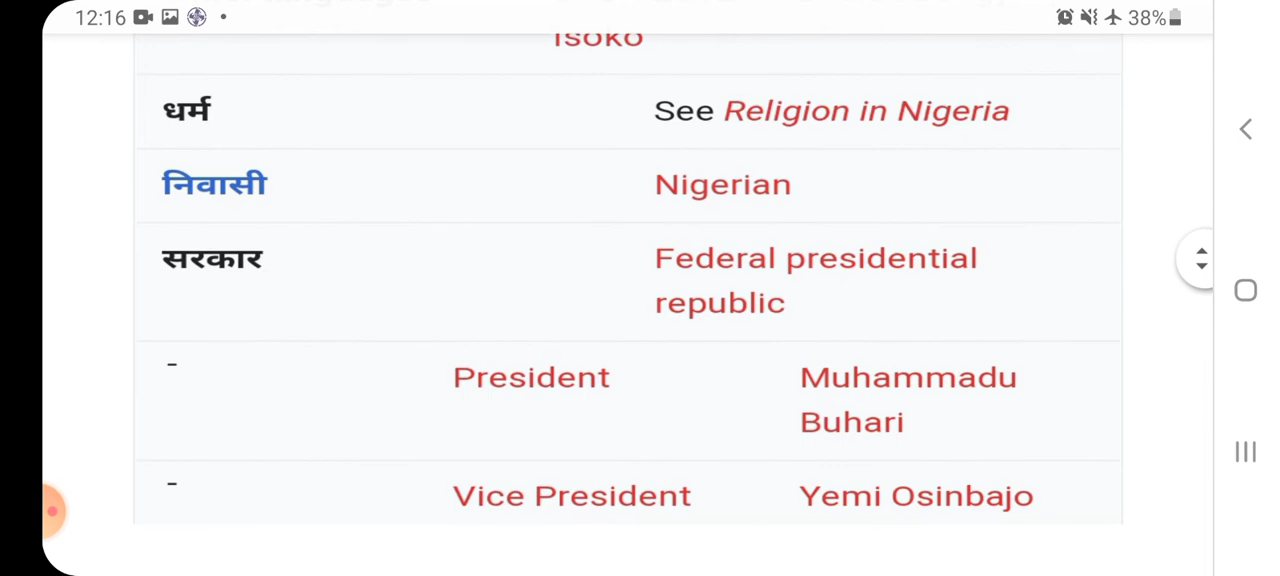 12:16
38%
Isoko
धर्म See Religion in Nigeria
निवासी Nigerian
सरकार Federal presidential
republic
- President Muhammadu
Buhari
- Vice President Yemi Osinbajo